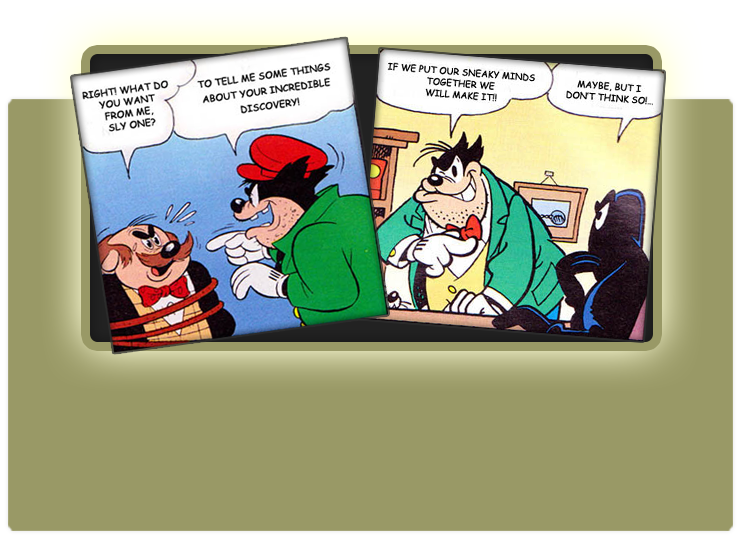 RIGHT! WHAT DO
YOU WANT
FROM ME,
SLY ONE?
TO TELL ME SOME THINGS
ABOUT YOUR INCREDIBLE
DISCOVERY!
IF WE PUT OUR SNEAKY MINDS
TOGETHER WE
WILL MAKE IT!!
MAYBE, BUT I
DON'T THINK SO!...